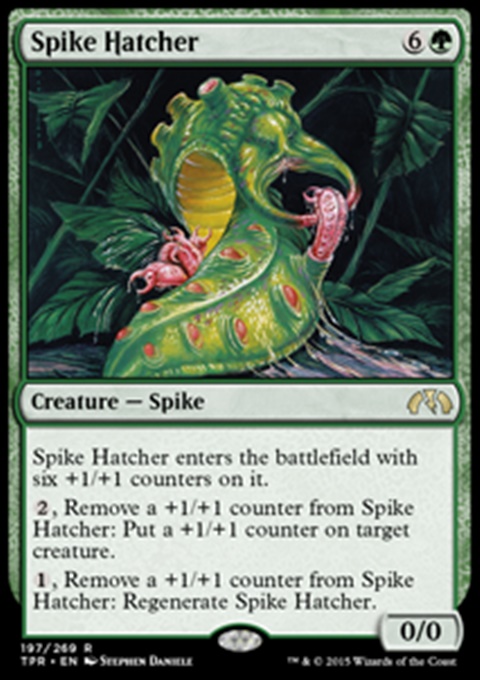 Spike Hatcher 6
Creature — Spike
Spike Hatcher enters the battlefield with
six +1/+1 counters on it.
2, Remove a +1/+1 counter from Spike
Hatcher: Put a +1/+1 counter on target
creature.
1, Remove a +1/+1 counter from Spike
Hatcher: Regenerate Spike Hatcher.
0/0
197/269 R
TPR • EN Stephen Daniele
™ & © 2015 Wizards of the Coast